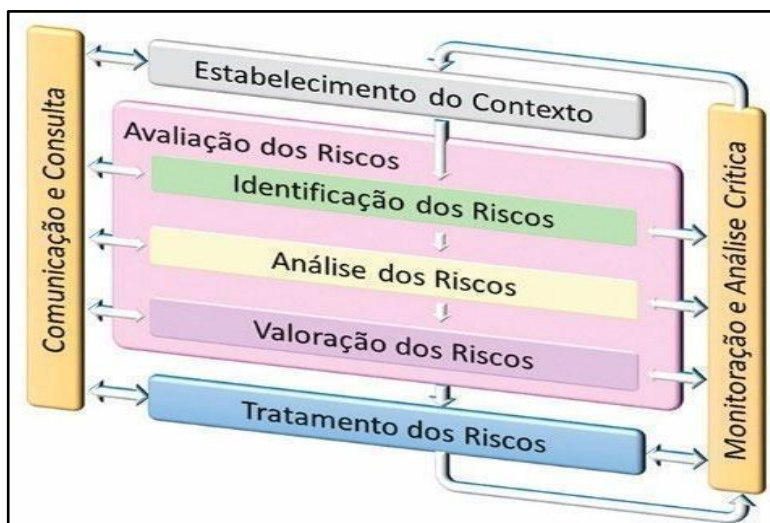 Comunicação e Consulta
Estabelecimento do Contexto
Avaliação dos Riscos
Identificação dos Riscos
Análise dos Riscos
Valoração dos Riscos
Tratamento dos Riscos
Monitoração e Análise Crítica